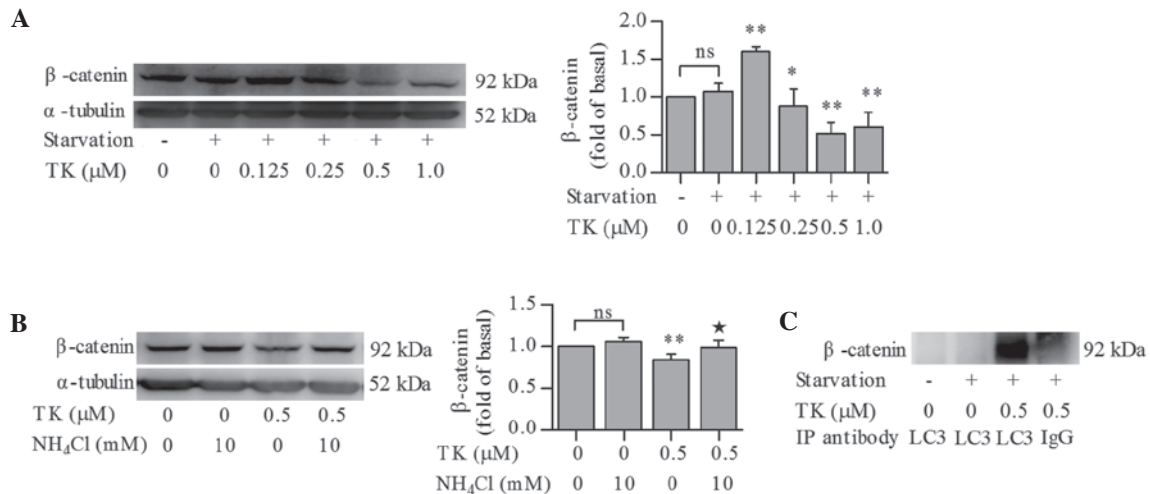 A
β -catenin
92 kDa
α -tubulin
52 kDa
Starvation - + + + + +
TK (μM) 0 0 0.125 0.25 0.5 1.0
β-catenin
(fold of basal)
2.0
1.5
1.0
0.5
0.0
ns
**
*
**
**
Starvation - + + + + +
TK (μM) 0 0 0.125 0.25 0.5 1.0
B
β-catenin
92 kDa
α-tubulin
52 kDa
TK (μM) 0 0 0.5 0.5
NH₄Cl (mM) 0 10 0 10
β-catenin
(fold of basal)
1.5
1.0
0.5
0.0
ns
**
★
TK (μM) 0 0 0 0.5 0.5
NH₄Cl (mM) 0 10 0 10
C
β -catenin
92 kDa
Starvation - + + +
TK (μM) 0 0 0.5 0.5
IP antibody LC3 LC3 LC3 IgG